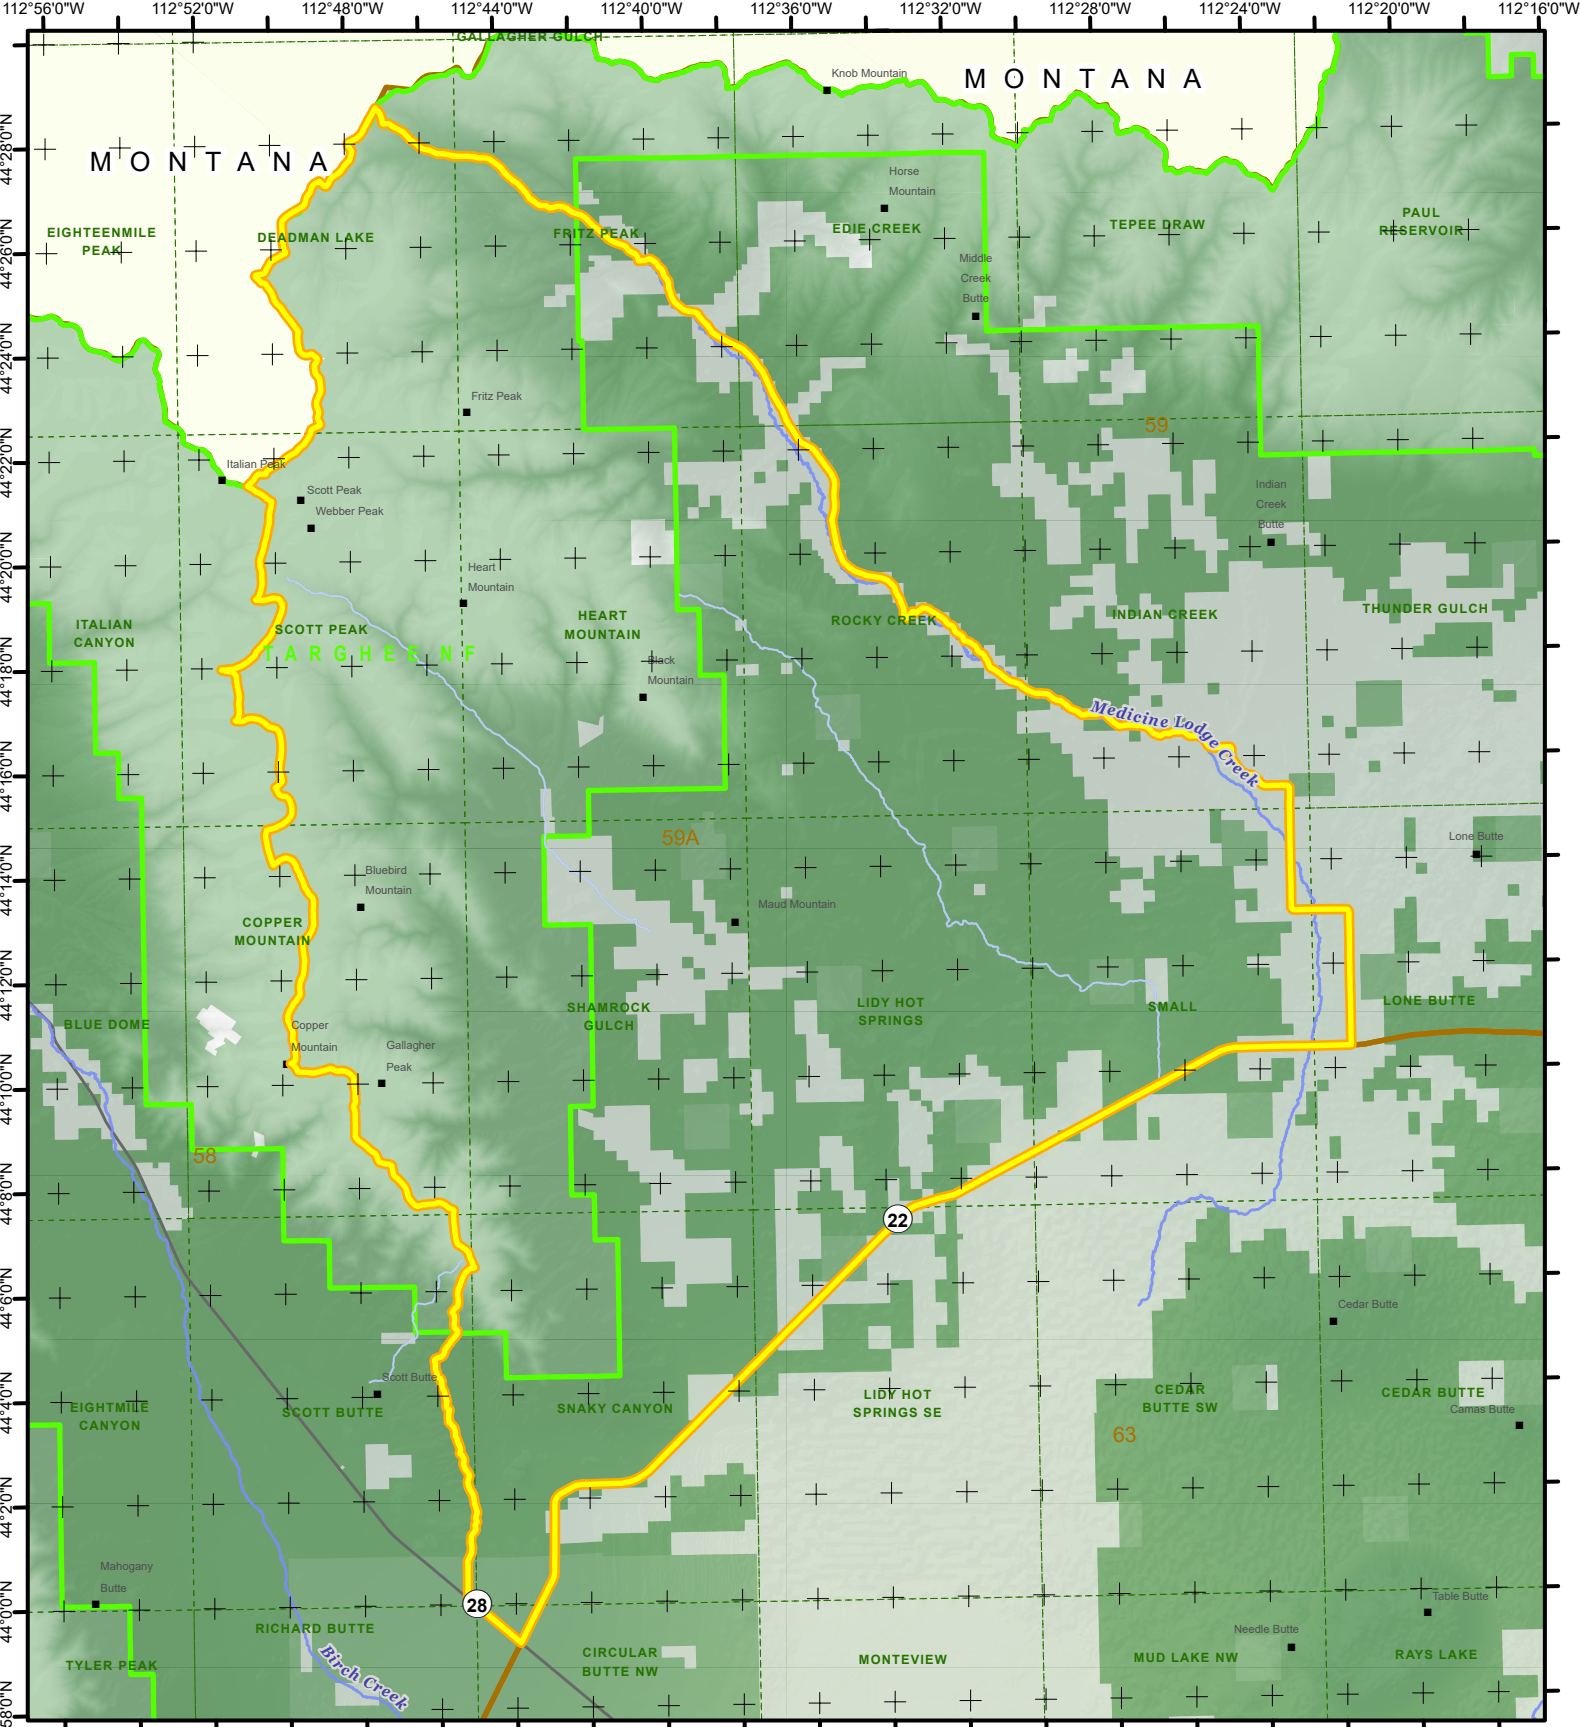 112°56'0"W 112°52'0"W 112°48'0"W 112°44'0"W 112°40'0"W 112°36'0"W 112°32'0"W 112°28'0"W 112°24'0"W 112°20'0"W 112°16'0"W
GALLAGHER GULCH
Knob Mountain
MONTANA
MONTANA
44°28'0"N
44°26'0"N
44°24'0"N
44°22'0"N
44°20'0"N
44°18'0"N
44°16'0"N
44°14'0"N
44°12'0"N
44°10'0"N
44°8'0"N
44°6'0"N
44°4'0"N
44°2'0"N
44°0'0"N
58'0"N
Horse
Mountain
EIGHTEENMILE
PEAK
DEADMAN LAKE
FRITZ PEAK
EDIE CREEK
TEPEE DRAW
PAUL
RESERVOIR
Middle
Creek
Butte
Fritz Peak
59
Italian Peak
Scott Peak
Webber Peak
Indian
Creek
Butte
Heart
Mountain
ITALIAN
CANYON
SCOTT PEAK
TARGHEE NF
HEART
MOUNTAIN
Black
Mountain
ROCKY CREEK
INDIAN CREEK
THUNDER GULCH
Medicine Lodge Creek
59A
Lone Butte
Bluebird
Mountain
Maud Mountain
COPPER
MOUNTAIN
BLUE DOME
Copper
Mountain
Gallagher
Peak
SHAMROCK
GULCH
LIDY HOT
SPRINGS
SMALL
LONE BUTTE
58
22
Cedar Butte
Scott Butte
EIGHTMILE
CANYON
SCOTT BUTTE
SNAKY CANYON
LIDY HOT
SPRINGS SE
CEDAR
BUTTE SW
CEDAR BUTTE
Camas Butte
63
Mahogany
Butte
28
Table Butte
Needle Butte
RICHARD BUTTE
TYLER PEAK
Birch Creek
CIRCULAR
BUTTE NW
MONTEVIEW
MUD LAKE NW
RAYS LAKE